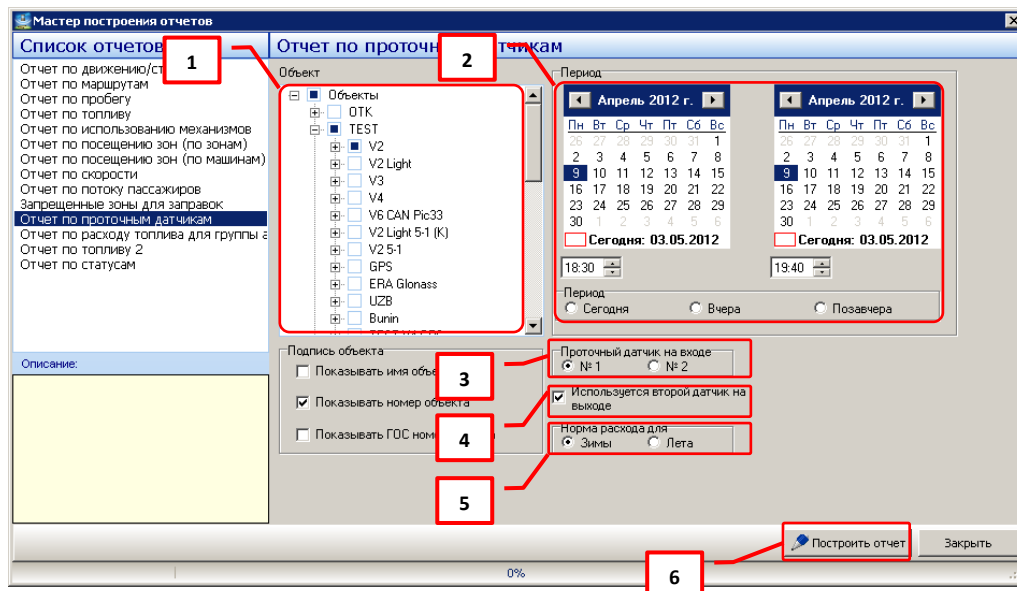 Мастер построения отчетов
Список отчетов
Отчет по движению/ст
Отчет по маршрутам
Отчет по пробегу
Отчет по топливу
Отчет по использованию механизмов
Отчет по посещению зон (по зонам)
Отчет по посещению зон (по машинам)
Отчет по скорости
Отчет по потоку пассажиров
Запрещенные зоны для заправок
Отчет по проточным датчикам
Отчет по расходу топлива для группы а
Отчет по топливу 2
Отчет по статусам
Описание:
Отчет по проточн тчикам
1
2
Объект
Объекты
ОТК
TEST
V2
V2 Light
V3
V4
V6 CAN Pic33
V2 Light 5-1 (K)
V2 5-1
GPS
ERA Glonass
UZB
Bunin
Период
Апрель 2012 г.
Пн Вт Ср Чт Пт Сб Вс
26 27 28 29 30 31 1
2 3 4 5 6 7 8
9 10 11 12 13 14 15
16 17 18 19 20 21 22
23 24 25 26 27 28 29
30 1 2 3 4 5 6
Сегодня: 03.05.2012
18:30
Апрель 2012 г.
Пн Вт Ср Чт Пт Сб Вс
26 27 28 29 30 31 1
2 3 4 5 6 7 8
9 10 11 12 13 14 15
16 17 18 19 20 21 22
23 24 25 26 27 28 29
30 1 2 3 4 5 6
Сегодня: 03.05.2012
19:40
Период
Сегодня Вчера Позавчера
Подпись объекта
Показывать имя объе
Показывать номер объекта
Показывать ГОС ном
3
4
5
Проточный датчик на входе
№ 1 № 2
Используется второй датчик на
выходе
Норма расхода для
Зимы Лета
Построить отчет Закрыть
6
0%